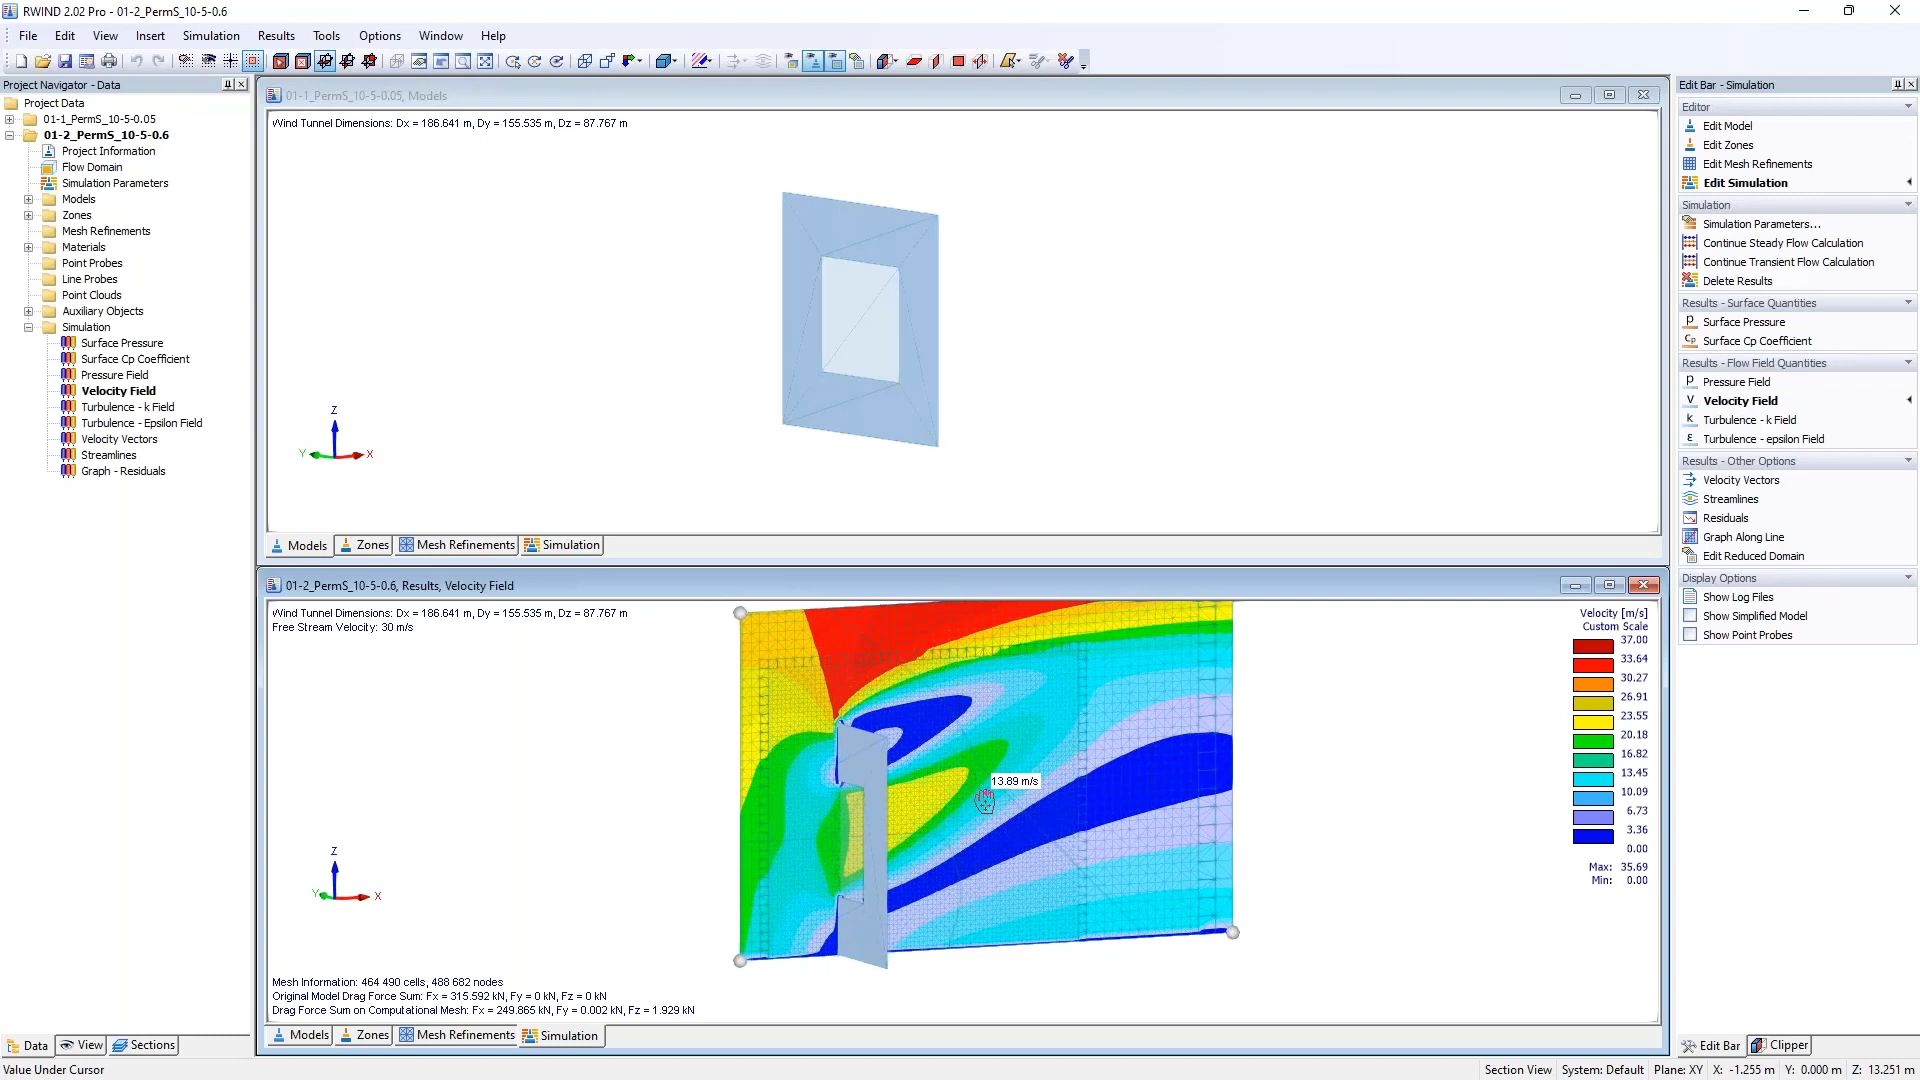 RWIND 2.02 Pro - 01-2_PermS_10-5-0.6
File Edit View Insert Simulation Results Tools Options Window Help
Project Navigator - Data
Project Data
01-1_PermS_10-5-0.05
01-2_PermS_10-5-0.6
Project Information
Flow Domain
Simulation Parameters
Models
Zones
Mesh Refinements
Materials
Point Probes
Line Probes
Point Clouds
Auxiliary Objects
Simulation
Surface Pressure
Surface Cp Coefficient
Pressure Field
Velocity Field
Turbulence - k Field
Turbulence - Epsilon Field
Velocity Vectors
Streamlines
Graph - Residuals
Data View Sections
01-1_PermS_10-5-0.05, Models
Wind Tunnel Dimensions: Dx = 186.641 m, Dy = 155.535 m, Dz = 87.767 m
Z
Y X
Models Zones Mesh Refinements Simulation
01-2_PermS_10-5-0.6, Results, Velocity Field
Wind Tunnel Dimensions: Dx = 186.641 m, Dy = 155.535 m, Dz = 87.767 m
Free Stream Velocity: 30 m/s
13.89 m/s
Z
Y X
Velocity [m/s]
Custom Scale
37.00
33.64
30.27
26.91
23.55
20.18
16.82
13.45
10.09
6.73
3.36
0.00
Max: 35.69
Min: 0.00
Mesh Information: 464 490 cells, 488 682 nodes
Original Model Drag Force Sum: Fx = 315.592 kN, Fy = 0 kN, Fz = 0 kN
Drag Force Sum on Computational Mesh: Fx = 249.865 kN, Fy = 0.002 kN, Fz = 1.929 kN
Models Zones Mesh Refinements Simulation
Edit Bar - Simulation
Editor
Edit Model
Edit Zones
Edit Mesh Refinements
Edit Simulation
Simulation
Simulation Parameters...
Continue Steady Flow Calculation
Continue Transient Flow Calculation
Delete Results
Results - Surface Quantities
p Surface Pressure
Cp Surface Cp Coefficient
Results - Flow Field Quantities
p Pressure Field
v Velocity Field
k Turbulence - k Field
ε Turbulence - epsilon Field
Results - Other Options
Velocity Vectors
Streamlines
Residuals
Graph Along Line
Edit Reduced Domain
Display Options
Show Log Files
Show Simplified Model
Show Point Probes
Edit Bar Clipper
Value Under Cursor
Section View System: Default Plane: XY X: -1.255 m Y: 0.000 m Z: 13.251 m